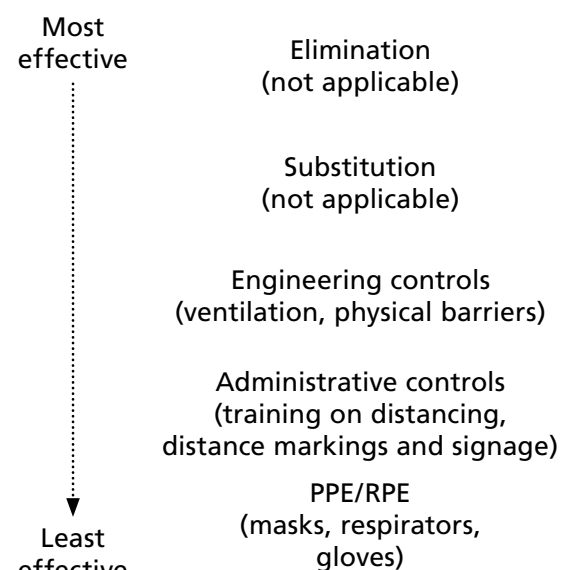 Most
effective
Elimination
(not applicable)
Substitution
(not applicable)
Engineering controls
(ventilation, physical barriers)
Administrative controls
(training on distancing,
distance markings and signage)
PPE/RPE
(masks, respirators,
gloves)
Least
effective